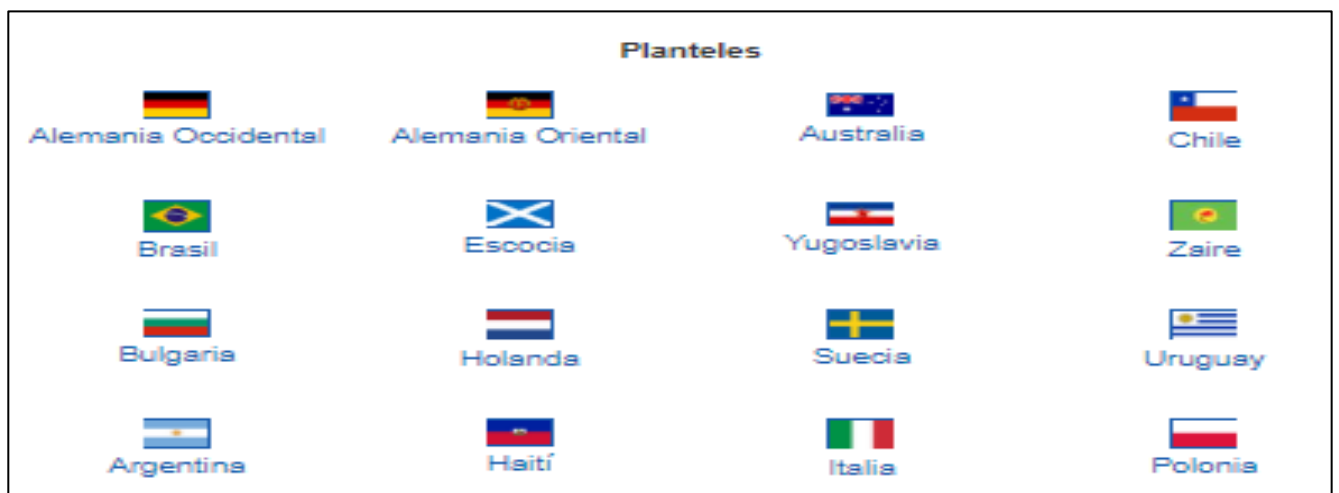 Planteles
Alemania Occidental Alemania Oriental Australia Chile
Brasil Escocia Yugoslavia Zaire
Bulgaria Holanda Suecia Uruguay
Argentina Haití Italia Polonia